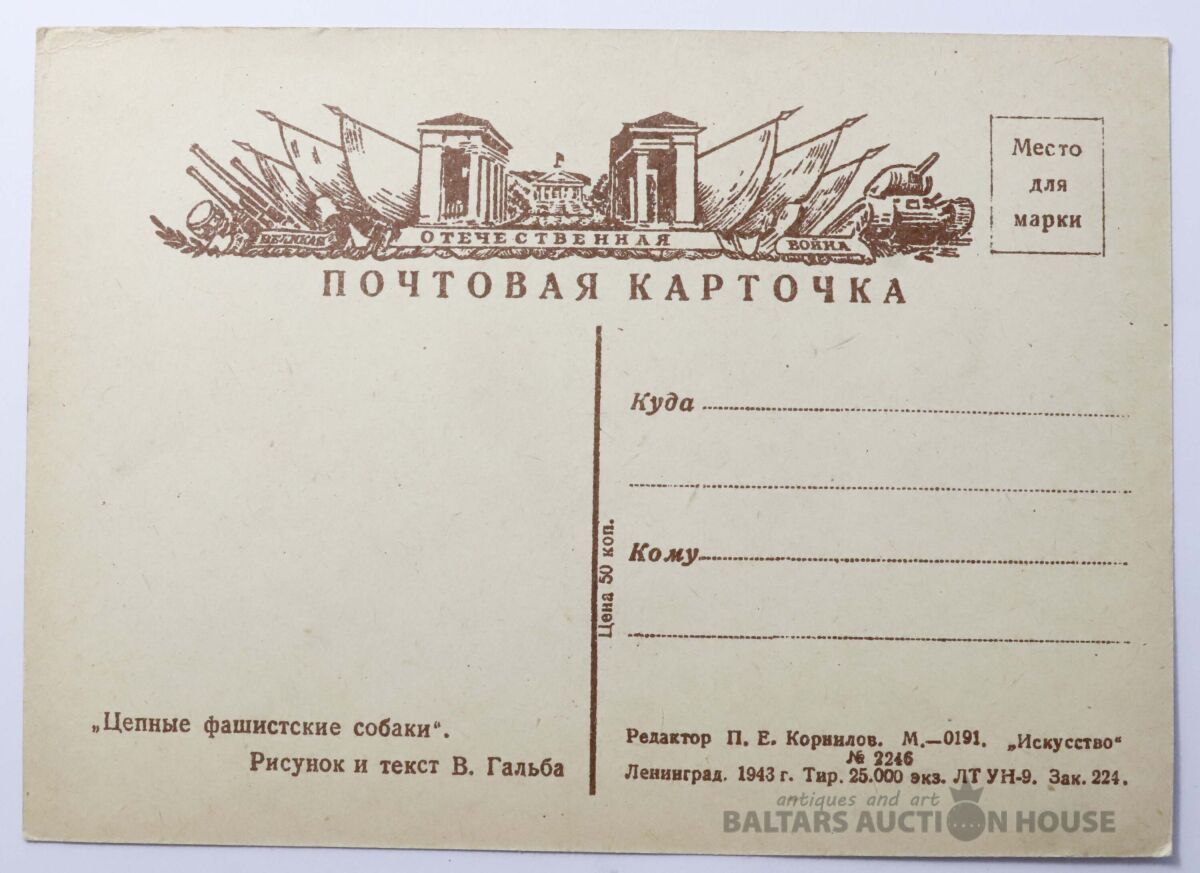 ВЕЛИКАЯ
ОТЕЧЕСТВЕННАЯ
ВОЙНА
Место
для
марки
ПОЧТОВАЯ КАРТОЧКА
Куда
Кому
Цена 50 коп.
„Цепные фашистские собаки“.
Рисунок и текст В. Гальба
Редактор П. Е. Корнилов. М.—0191. „Искусство“
№ 2246
Ленинград. 1943 г. Тир. 25.000 экз. ЛТ УН-9. Зак. 224.
antiques and art
BALTARS AUCTION HOUSE